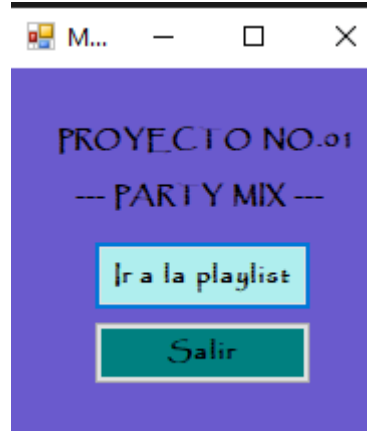 M...
PROYECTO NO.01
--- PARTY MIX ---
Ir a la playlist
Salir